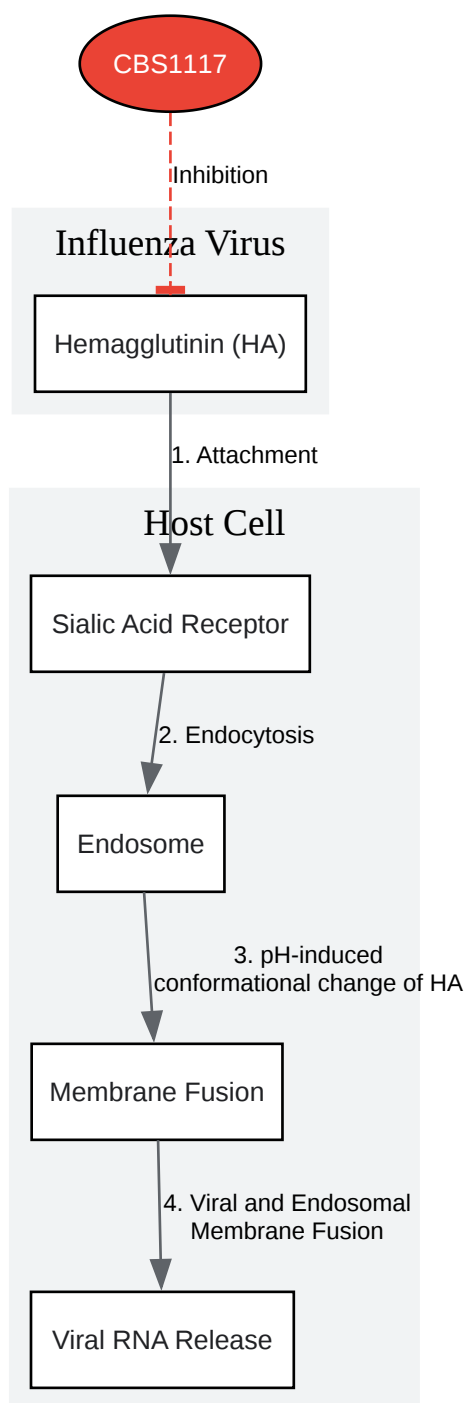 CBS1117
Inhibition
Influenza Virus
Hemagglutinin (HA)
1. Attachment
Host Cell
Sialic Acid Receptor
2. Endocytosis
Endosome
3. pH-induced
conformational change of HA
Membrane Fusion
4. Viral and Endosomal
Membrane Fusion
Viral RNA Release